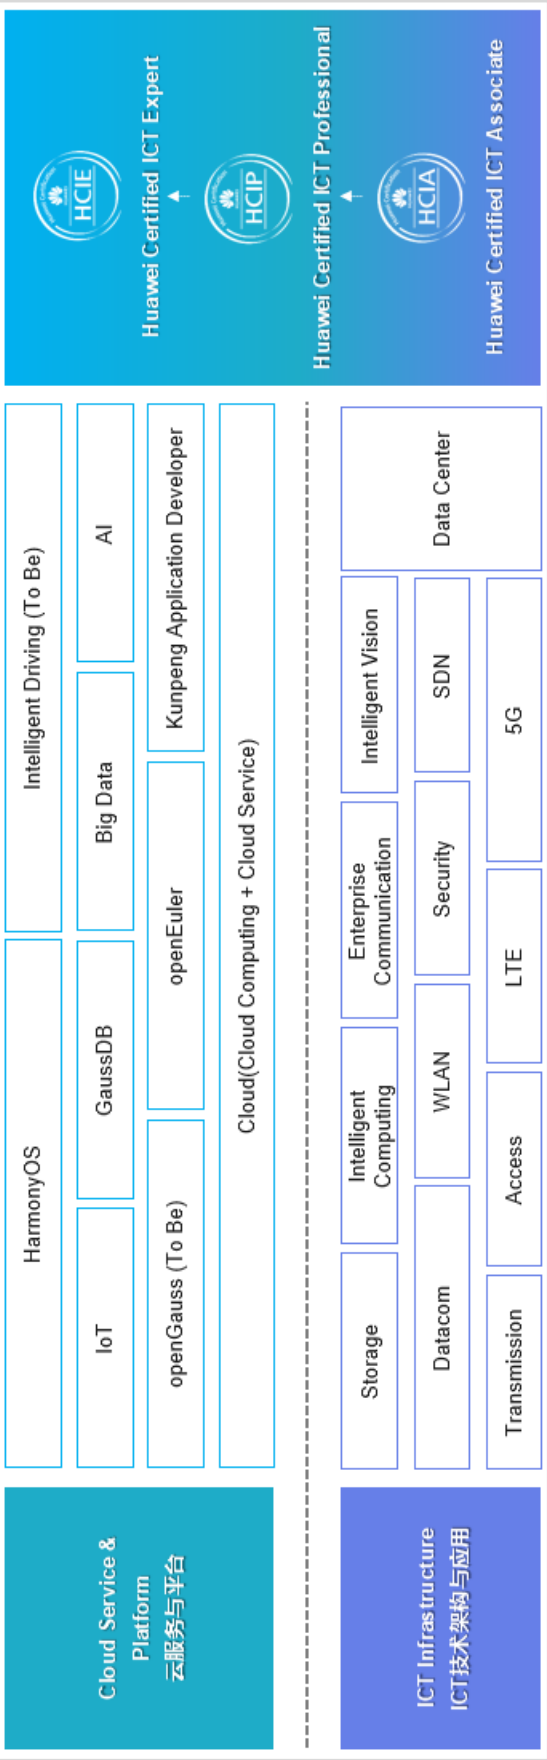 Cloud Service &
Platform
云服务与平台
HarmonyOS
Intelligent Driving (To Be)
IoT
GaussDB
Big Data
AI
openGauss (To Be)
openEuler
Kunpeng Application Developer
Cloud(Cloud Computing + Cloud Service)
ICT Infrastructure
ICT技术架构与应用
Storage
Intelligent
Computing
Enterprise
Communication
Intelligent Vision
Datacom
WLAN
Security
SDN
Transmission
Access
LTE
5G
Data Center
HCIE
Huawei Certified ICT Expert
HCIP
Huawei Certified ICT Professional
HCIA
Huawei Certified ICT Associate